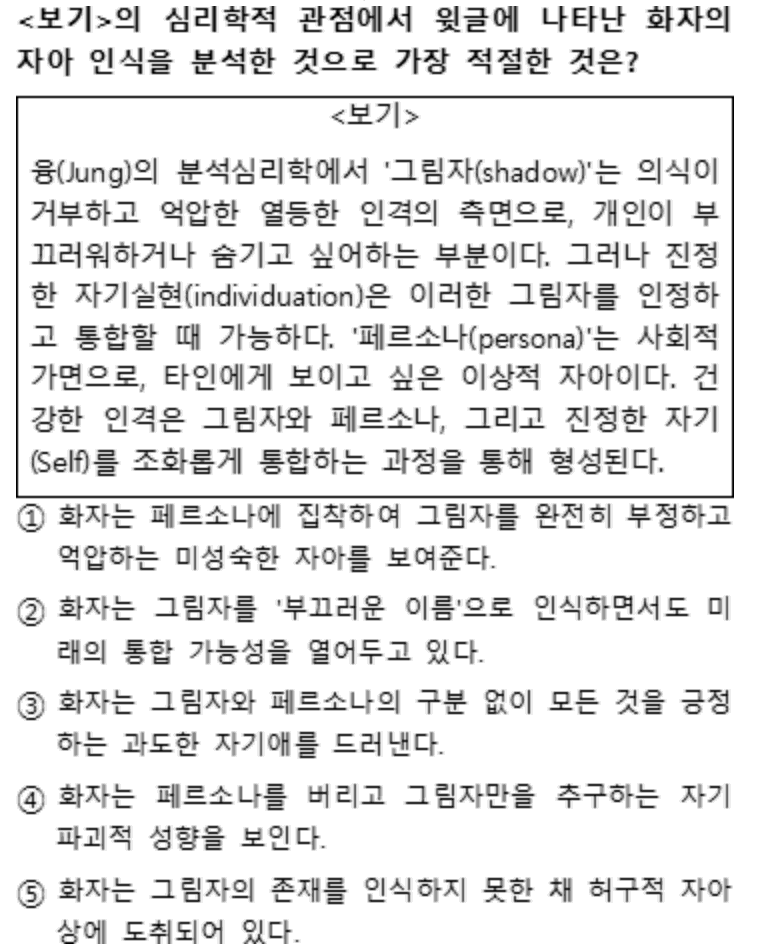 <보기>의 심리학적 관점에서 윗글에 나타난 화자의
자아 인식을 분석한 것으로 가장 적절한 것은?
<보기>
융(Jung)의 분석심리학에서 '그림자(shadow)'는 의식이
거부하고 억압한 열등한 인격의 측면으로, 개인이 부
끄러워하거나 숨기고 싶어하는 부분이다. 그러나 진정
한 자기실현(individuation)은 이러한 그림자를 인정하
고 통합할 때 가능하다. '페르소나(persona)'는 사회적
가면으로, 타인에게 보이고 싶은 이상적 자아이다. 건
강한 인격은 그림자와 페르소나, 그리고 진정한 자기
(Self)를 조화롭게 통합하는 과정을 통해 형성된다.
① 화자는 페르소나에 집착하여 그림자를 완전히 부정하고
억압하는 미성숙한 자아를 보여준다.
② 화자는 그림자를 '부끄러운 이름'으로 인식하면서도 미
래의 통합 가능성을 열어두고 있다.
③ 화자는 그림자와 페르소나의 구분 없이 모든 것을 긍정
하는 과도한 자기애를 드러낸다.
④ 화자는 페르소나를 버리고 그림자만을 추구하는 자기
파괴적 성향을 보인다.
⑤ 화자는 그림자의 존재를 인식하지 못한 채 허구적 자아
상에 도취되어 있다.